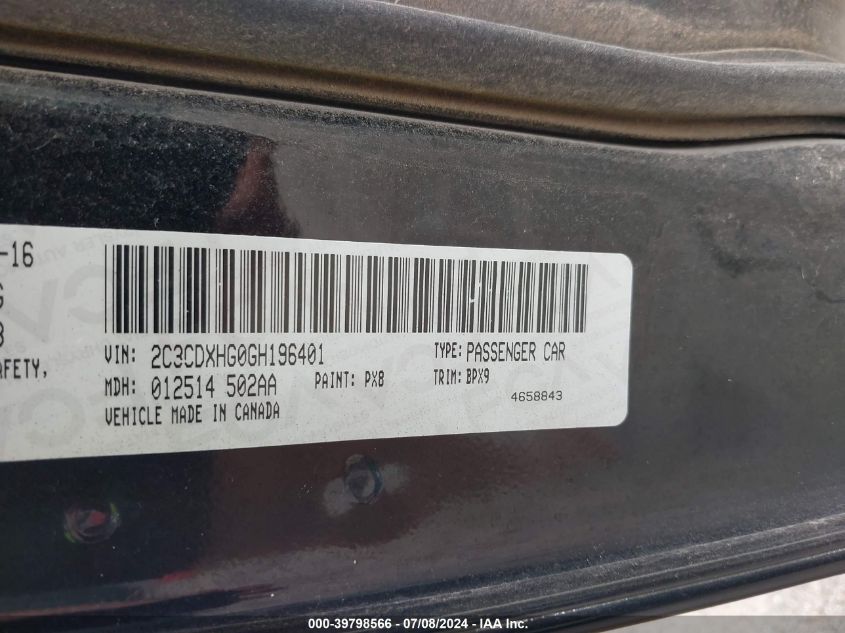 -16
AFETY,
VIN: 2C3CDXHG0GH196401 TYPE: PASSENGER CAR
MDH: 012514 502AA PAINT: PX8 TRIM: BPX9
4658843
VEHICLE MADE IN CANADA
000-39798566 - 07/08/2024 - IAA Inc.